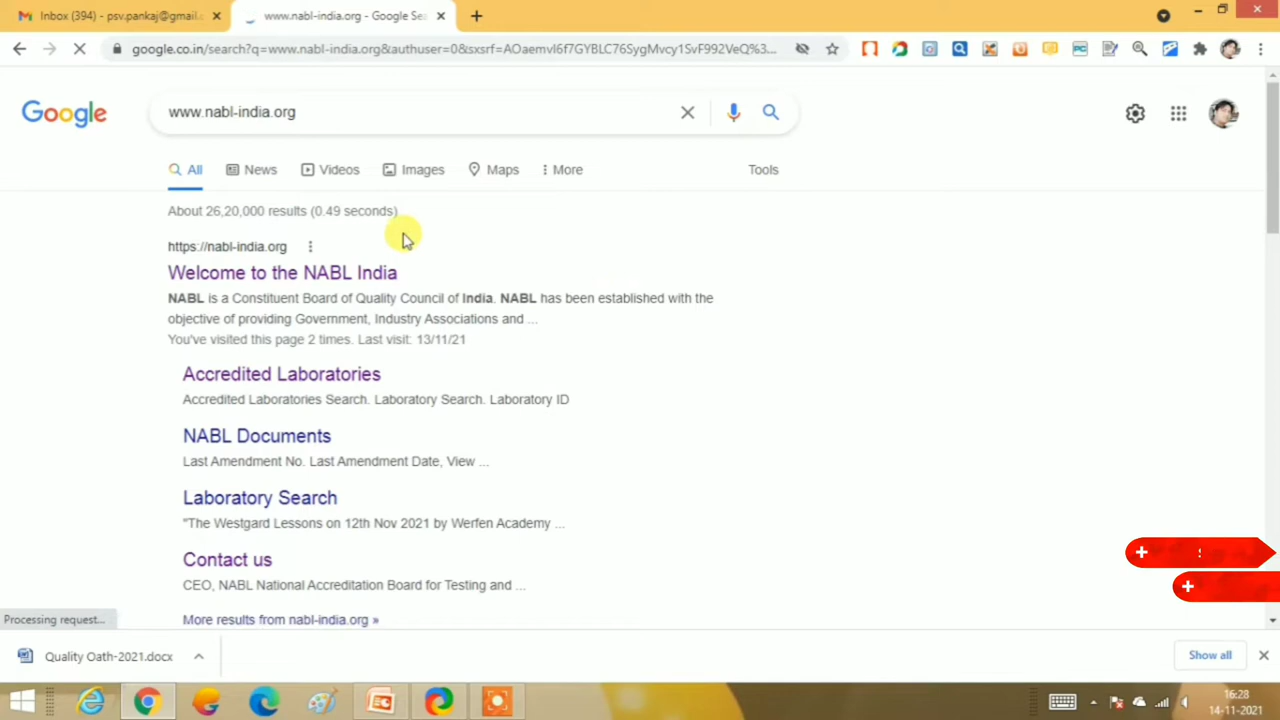 Inbox (394) - psv.pankaj@gmail.c
www.nabl-india.org - Google Sea
google.co.in/search?q=www.nabl-india.org&authuser=0&sxsrf=AOaemvI6f7GYBLC76SygMvcy1SvF992VeQ%3...
Google
www.nabl-india.org
All
News
Videos
Images
Maps
More
Tools
About 26,20,000 results (0.49 seconds)
https://nabl-india.org
Welcome to the NABL India
NABL is a Constituent Board of Quality Council of India. NABL has been established with the
objective of providing Government, Industry Associations and ...
You've visited this page 2 times. Last visit: 13/11/21
Accredited Laboratories
Accredited Laboratories Search. Laboratory Search. Laboratory ID
NABL Documents
Last Amendment No. Last Amendment Date, View ...
Laboratory Search
"The Westgard Lessons on 12th Nov 2021 by Werfen Academy ...
Contact us
CEO, NABL National Accreditation Board for Testing and ...
More results from nabl-india.org »
Processing request...
Quality Oath-2021.docx
Show all
16:28
14-11-2021